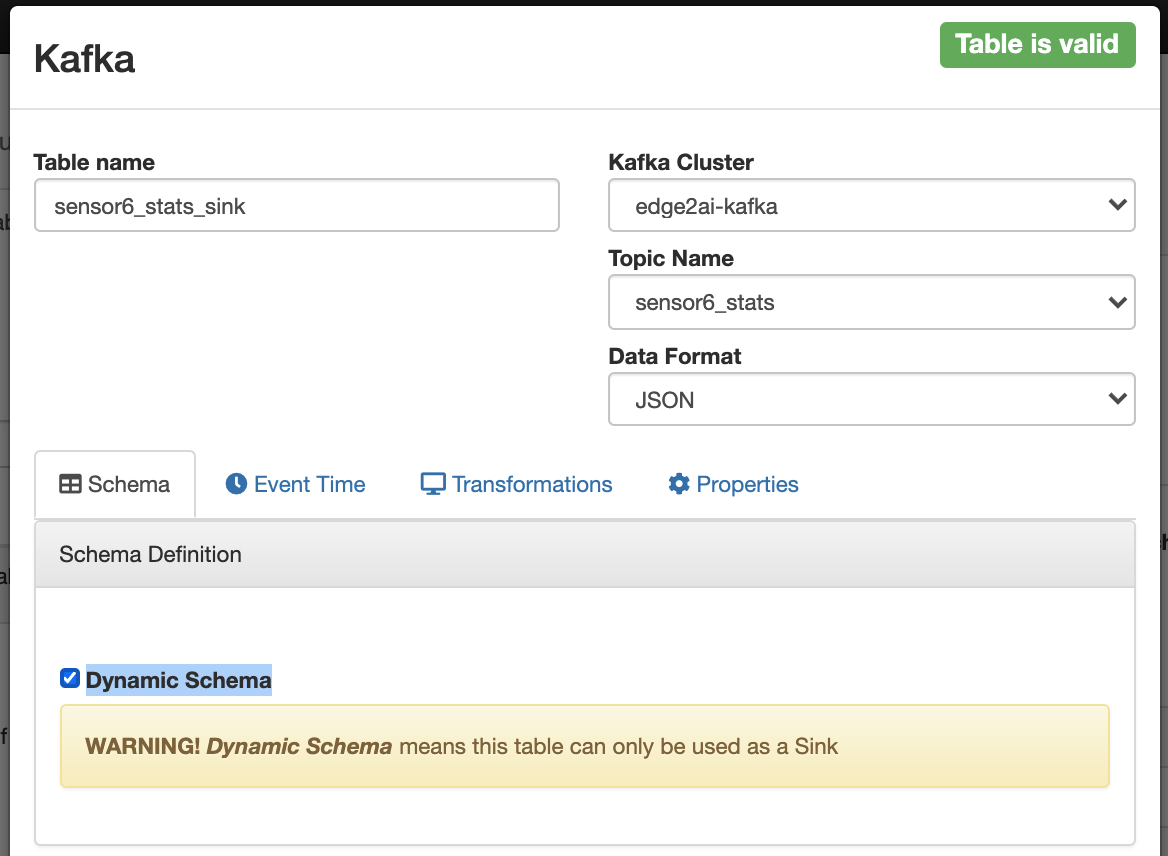 Kafka
Table is valid
Table name
sensor6_stats_sink
Kafka Cluster
edge2ai-kafka
Topic Name
sensor6_stats
Data Format
JSON
Schema
Event Time
Transformations
Properties
Schema Definition
Dynamic Schema
WARNING! Dynamic Schema means this table can only be used as a Sink